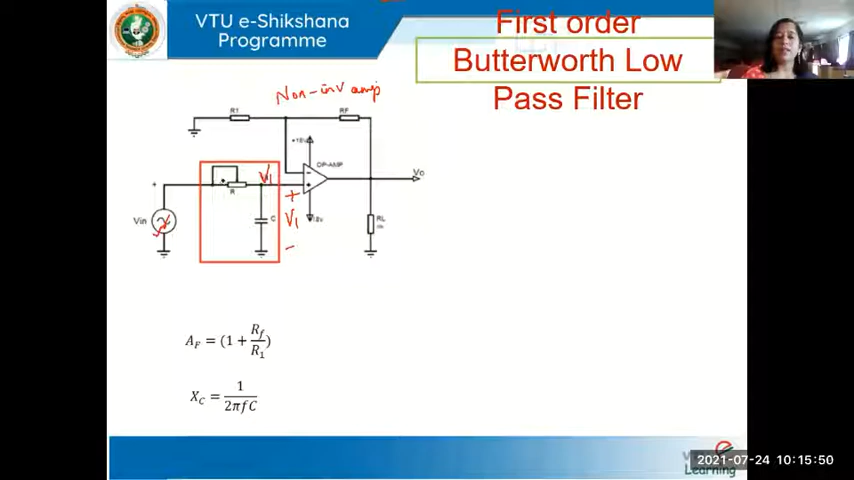 VTU e-Shikshana
Programme
First order
Butterworth Low
Pass Filter
Non-inv amp
R1
RF
+15v
OP-AMP
Vo
V1
R
+
+
V1
-
Vin
C
RL
A_F = (1 + R_f/R_1)
X_C = 1/2πfC
2021-07-24 10:15:50
Learning